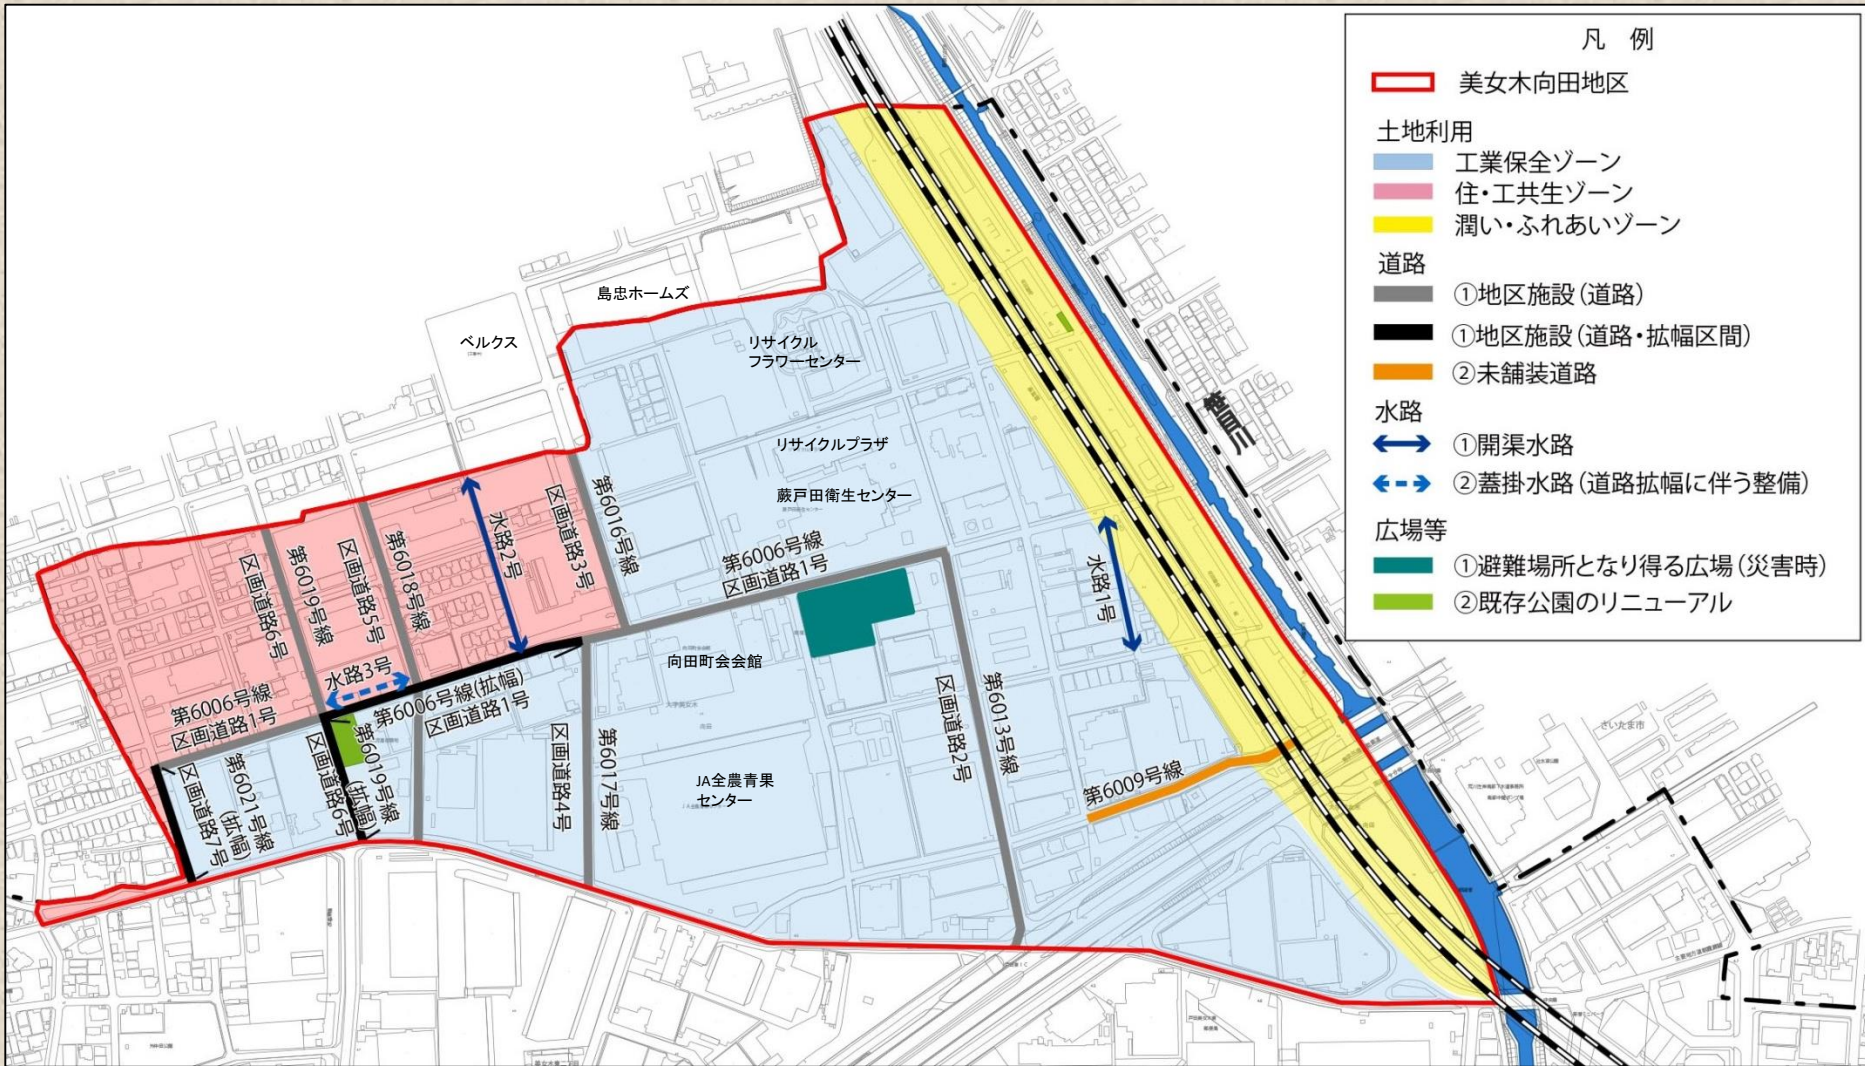 凡 例
美女木向田地区
土地利用
工業保全ゾーン
住・工共生ゾーン
潤い・ふれあいゾーン
道路
①地区施設(道路)
①地区施設(道路・拡幅区間)
②未舗装道路
水路
①開渠水路
②蓋掛水路(道路拡幅に伴う整備)
広場等
①避難場所となり得る広場(災害時)
②既存公園のリニューアル
島忠ホームズ
ベルクス
リサイクル
フラワーセンター
リサイクルプラザ
蕨戸田衛生センター
笹目川
第6016号線
区画道路3号
水路2号
第6018号線
区画道路5号
第6019号線
区画道路6号
第6006号線
区画道路1号
水路1号
水路3号
第6006号線
区画道路1号
第6006号線(拡幅)
区画道路1号
向田町会会館
第6013号線
区画道路2号
第6017号線
区画道路4号
JA全農青果
センター
第6009号線
第6019号線
(拡幅)
区画道路6号
第6021号線
(拡幅)
区画道路7号
さいたま市